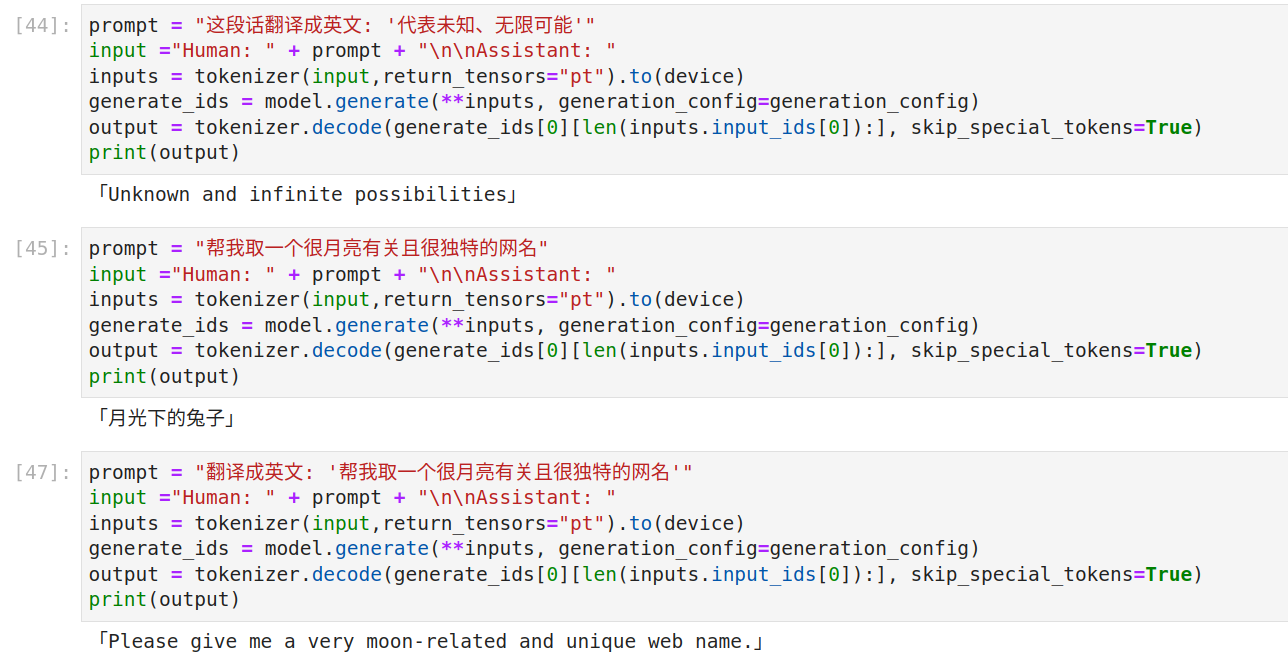 [44]: prompt = "这段话翻译成英文: '代表未知、无限可能'"
input ="Human: " + prompt + "\n\nAssistant: "
inputs = tokenizer(input,return_tensors="pt").to(device)
generate_ids = model.generate(**inputs, generation_config=generation_config)
output = tokenizer.decode(generate_ids[0][len(inputs.input_ids[0]):], skip_special_tokens=True)
print(output)
「Unknown and infinite possibilities」
[45]: prompt = "帮我取一个很月亮有关且很独特的网名"
input ="Human: " + prompt + "\n\nAssistant: "
inputs = tokenizer(input,return_tensors="pt").to(device)
generate_ids = model.generate(**inputs, generation_config=generation_config)
output = tokenizer.decode(generate_ids[0][len(inputs.input_ids[0]):], skip_special_tokens=True)
print(output)
「月光下的兔子」
[47]: prompt = "翻译成英文: '帮我取一个很月亮有关且很独特的网名'"
input ="Human: " + prompt + "\n\nAssistant: "
inputs = tokenizer(input,return_tensors="pt").to(device)
generate_ids = model.generate(**inputs, generation_config=generation_config)
output = tokenizer.decode(generate_ids[0][len(inputs.input_ids[0]):], skip_special_tokens=True)
print(output)
「Please give me a very moon-related and unique web name.」